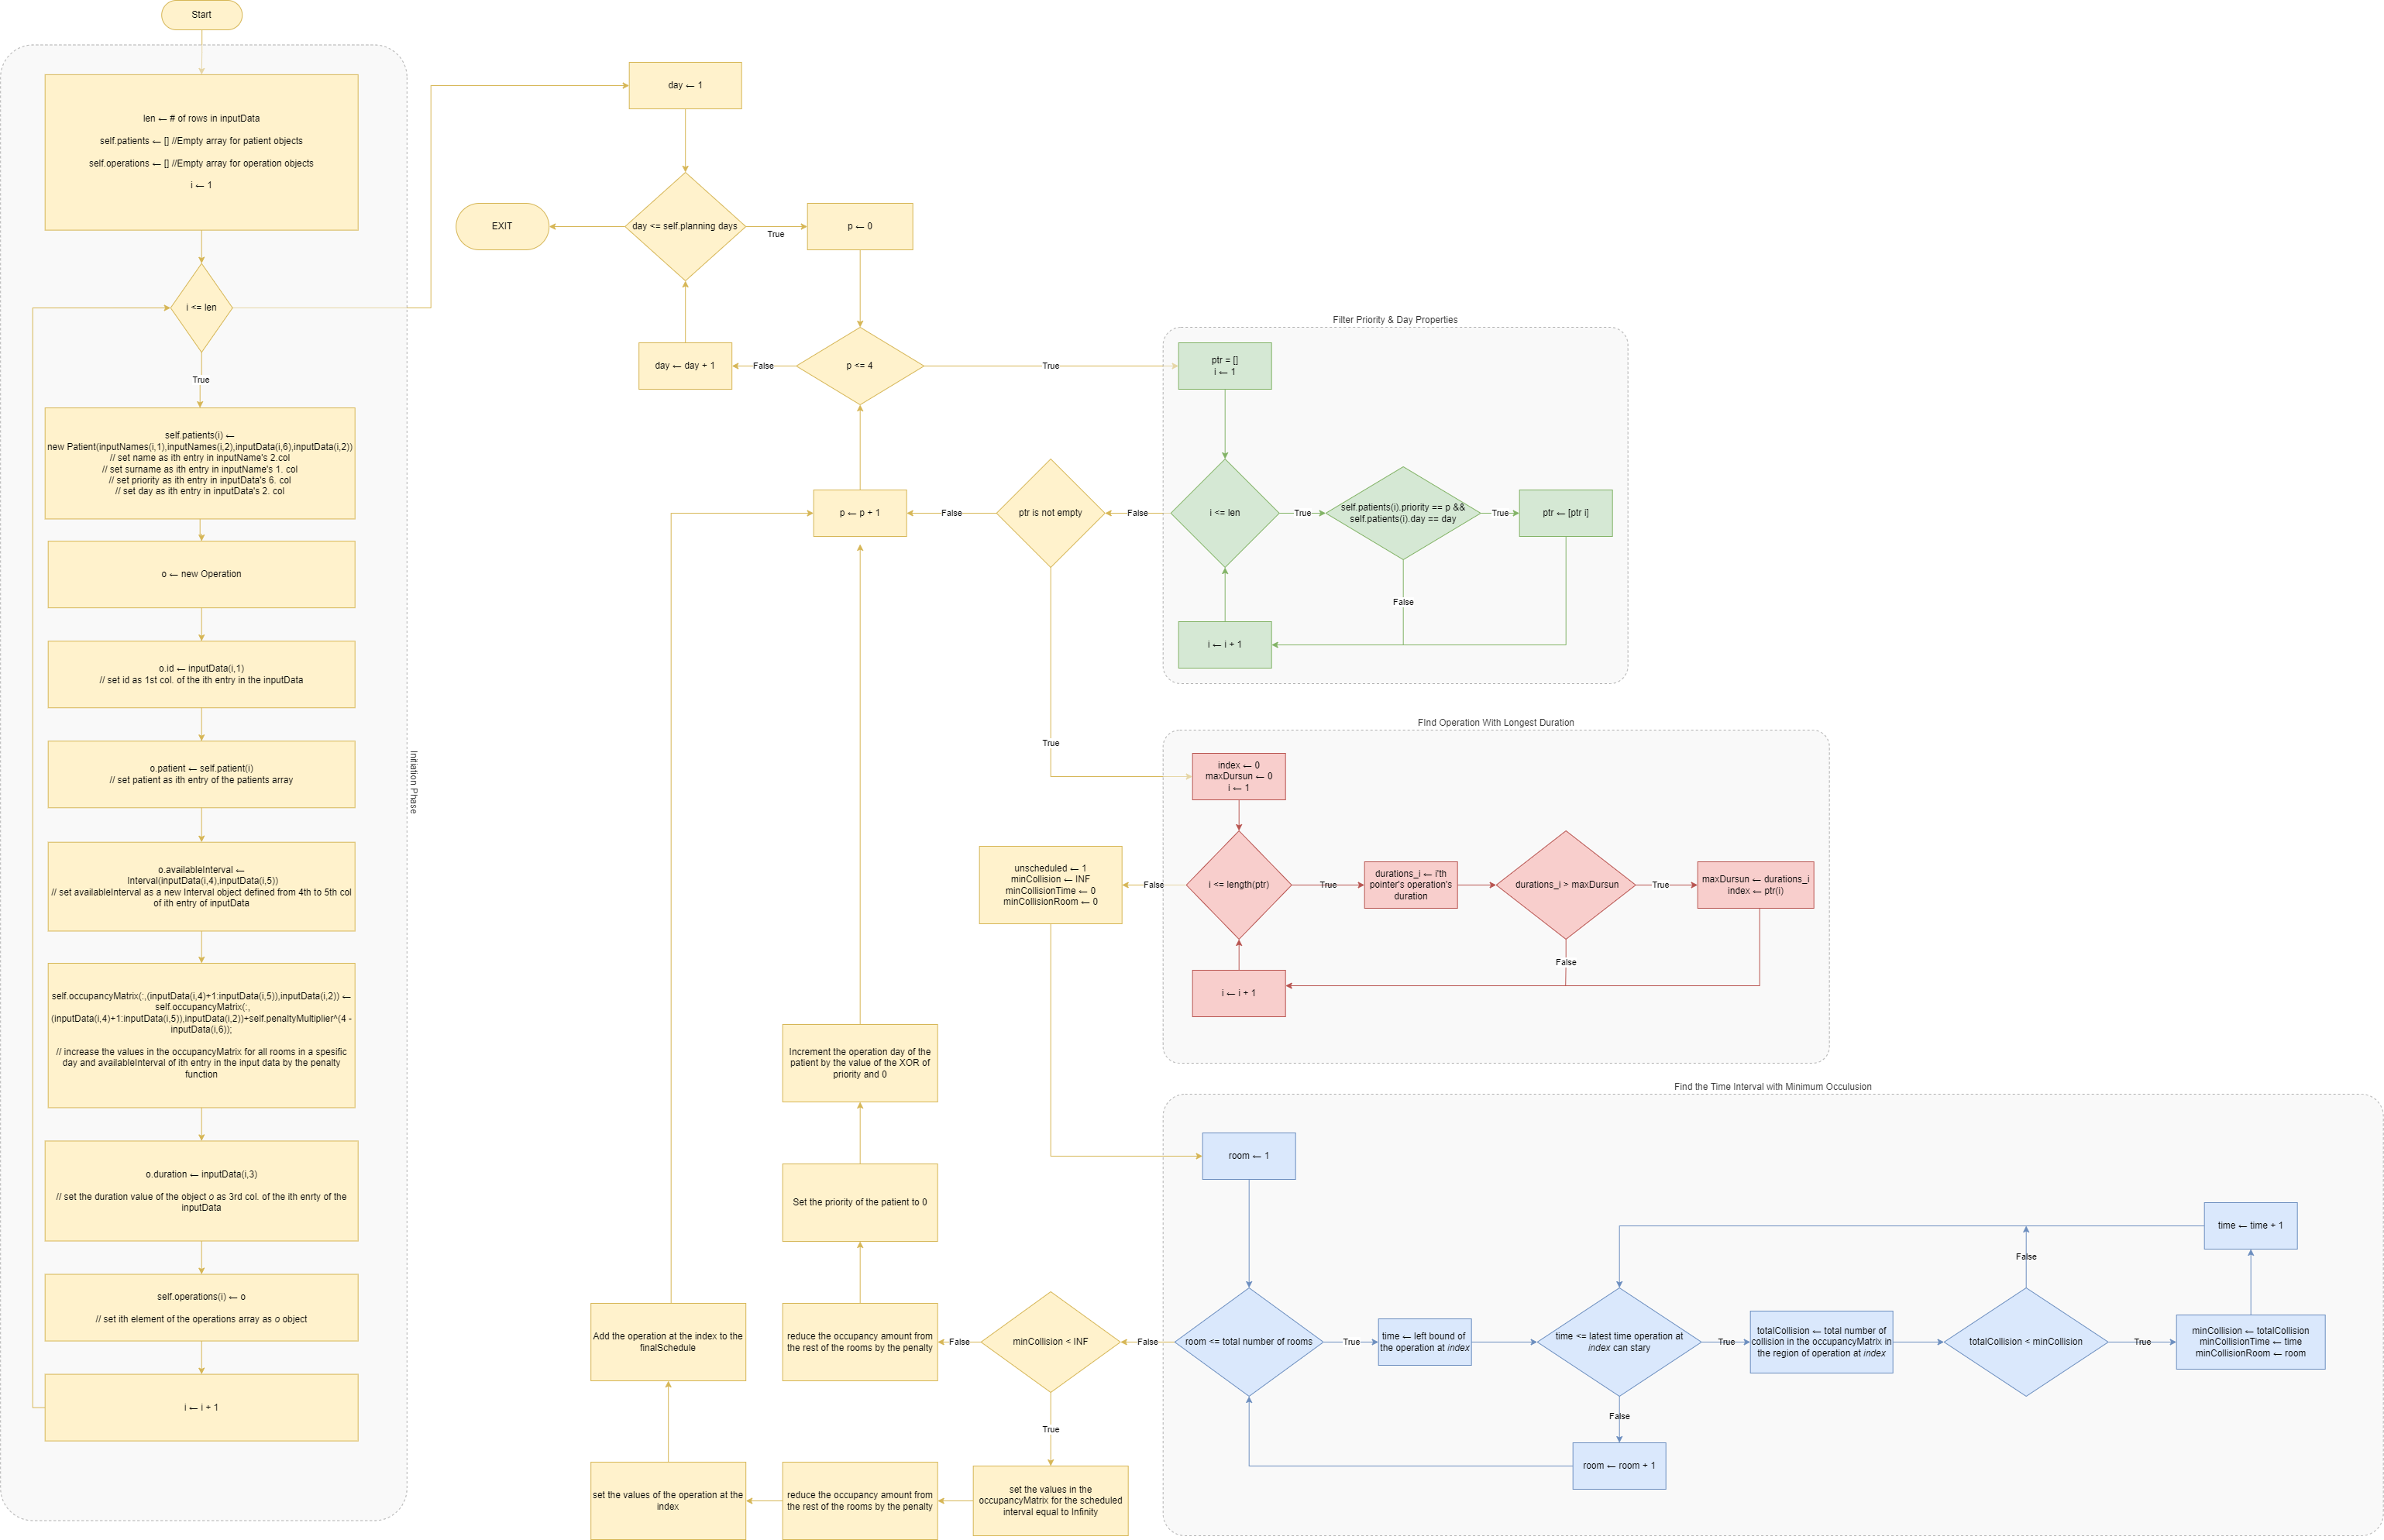 Start
len ← # of rows in inputData
self.patients ← [] //Empty array for patient objects
self.operations ← [] //Empty array for operation objects
i ← 1
i <= len
True
self.patients(i) ←
new Patient(inputNames(i,1),inputNames(i,2),inputData(i,6),inputData(i,2))
// set name as ith entry in inputName's 2.col
// set surname as ith entry in inputName's 1. col
// set priority as ith entry in inputData's 6. col
// set day as ith entry in inputData's 2. col
o ← new Operation
o.id ← inputData(i,1)
// set id as 1st col. of the ith entry in the inputData
o.patient ← self.patient(i)
// set patient as ith entry of the patients array
o.availableInterval ←
Interval(inputData(i,4),inputData(i,5))
// set availableInterval as a new Interval object defined from 4th to 5th col
of ith entry of inputData
self.occupancyMatrix(:,(inputData(i,4)+1:inputData(i,5)),inputData(i,2)) ←
self.occupancyMatrix(:,
(inputData(i,4)+1:inputData(i,5)),inputData(i,2))+self.penaltyMultiplier^(4 -
inputData(i,6));
// increase the values in the occupancyMatrix for all rooms in a spesific
day and availableInterval of ith entry in the input data by the penalty
function
o.duration ← inputData(i,3)
// set the duration value of the object o as 3rd col. of the ith enrty of the
inputData
self.operations(i) ← o
// set ith element of the operations array as o object
i ← i + 1
Initiation Phase
day ← 1
day <= self.planning days
EXIT
True
p ← 0
day ← day + 1
False
p <= 4
True
p ← p + 1
False
ptr is not empty
False
True
Filter Priority & Day Properties
ptr = []
i ← 1
i <= len
True
self.patients(i).priority == p &&
self.patients(i).day == day
True
ptr ← [ptr i]
False
i ← i + 1
FInd Operation With Longest Duration
index ← 0
maxDursun ← 0
i ← 1
unscheduled ← 1
minCollision ← INF
minCollisionTime ← 0
minCollisionRoom ← 0
False
i <= length(ptr)
True
durations_i ← i'th
pointer's operation's
duration
durations_i > maxDursun
True
maxDursun ← durations_i
index ← ptr(i)
False
i ← i + 1
Increment the operation day of the
patient by the value of the XOR of
priority and 0
Set the priority of the patient to 0
Add the operation at the index to the
finalSchedule
reduce the occupancy amount from
the rest of the rooms by the penalty
False
minCollision < INF
False
True
set the values of the operation at the
index
reduce the occupancy amount from
the rest of the rooms by the penalty
set the values in the
occupancyMatrix for the scheduled
interval equal to Infinity
Find the Time Interval with Minimum Occulusion
room ← 1
room <= total number of rooms
True
time ← left bound of
the operation at index
time <= latest time operation at
index can stary
True
totalCollision ← total number of
collision in the occupancyMatrix in
the region of operation at index
totalCollision < minCollision
True
minCollision ← totalCollision
minCollisionTime ← time
minCollisionRoom ← room
False
time ← time + 1
False
room ← room + 1